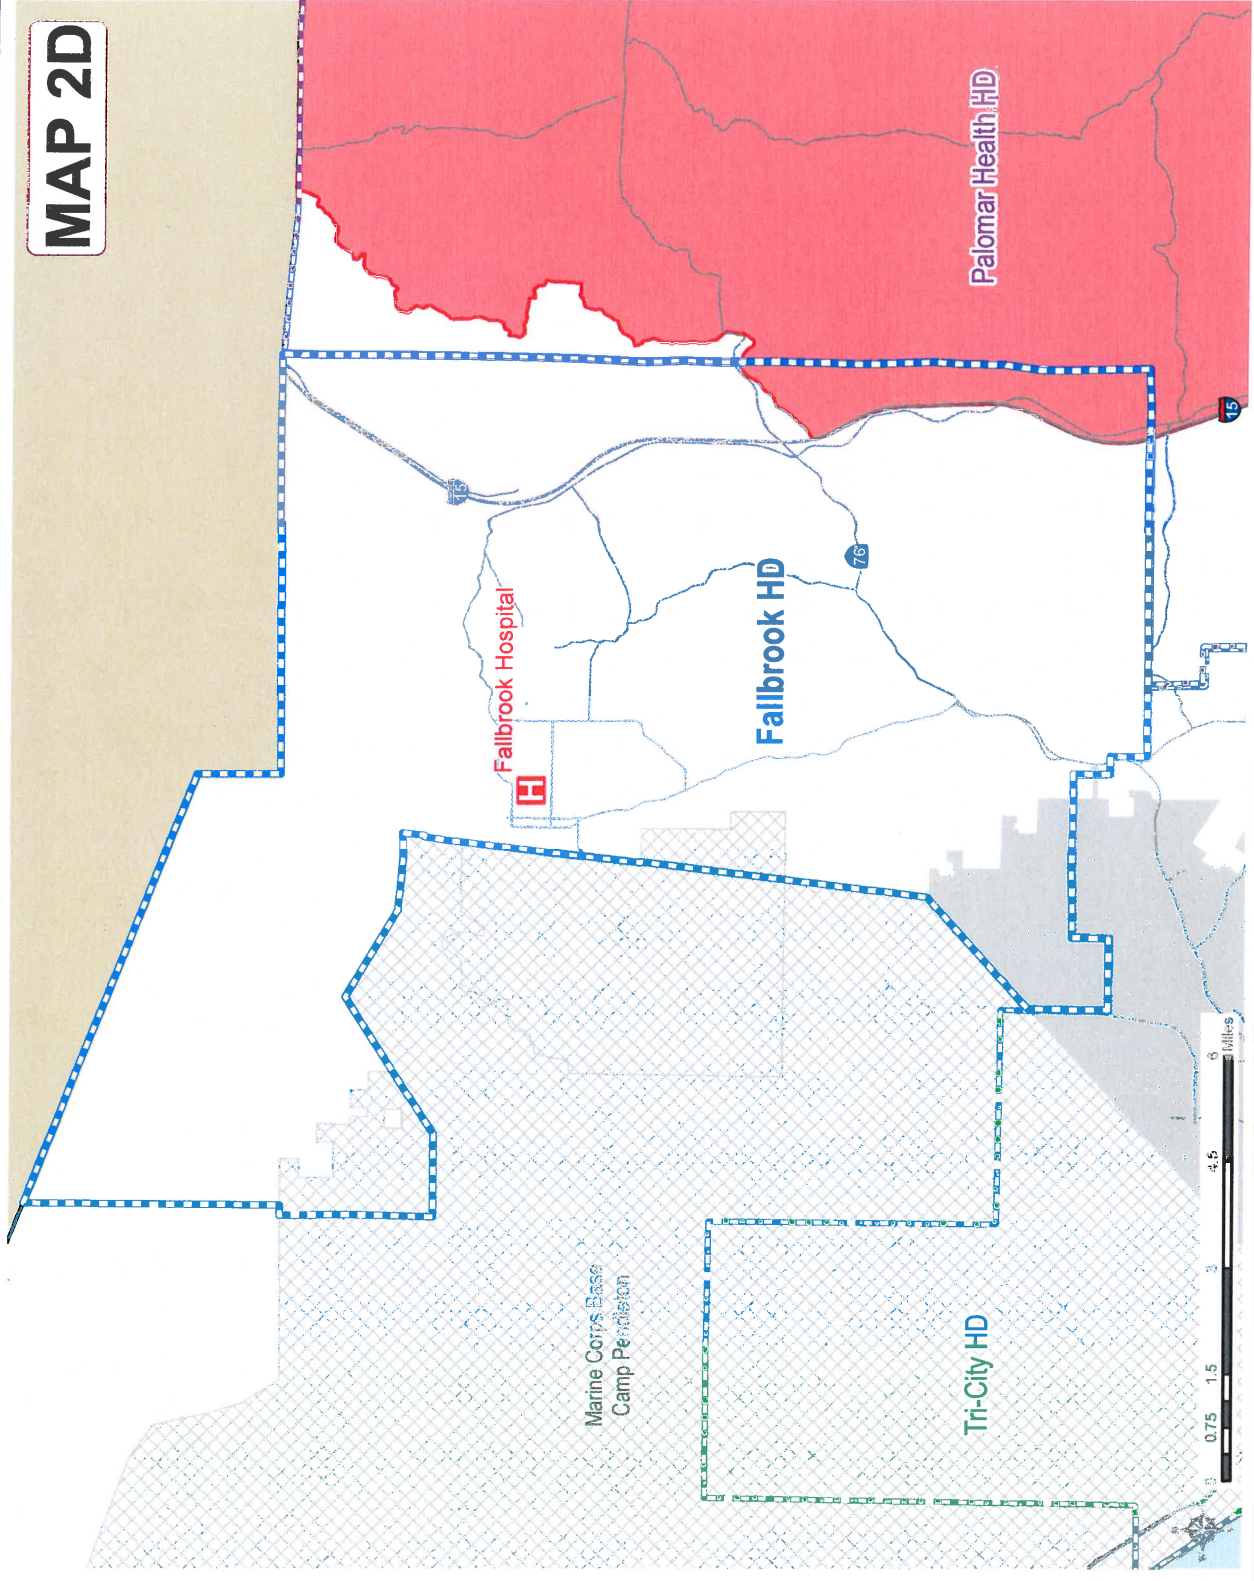 MAP 2D
Palomar Health HD
15
15
76
Fallbrook Hospital
H
Fallbrook HD
Marine Corps Base
Camp Pendleton
Tri-City HD
0 0.75 1.5 3 4.5 6
Miles